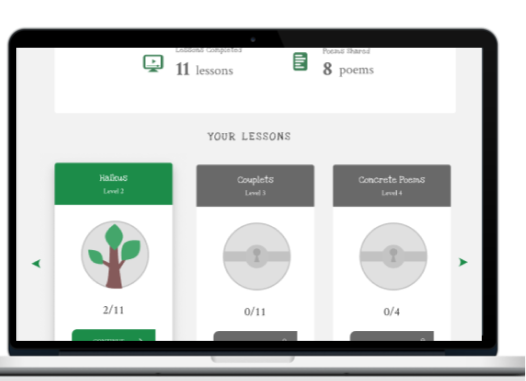 Lessons Completed
11 lessons
Poems Shared
8 poems
YOUR LESSONS
Haikus
Level 2
2/11
Couplets
Level 3
0/11
Concrete Poems
Level 4
0/4